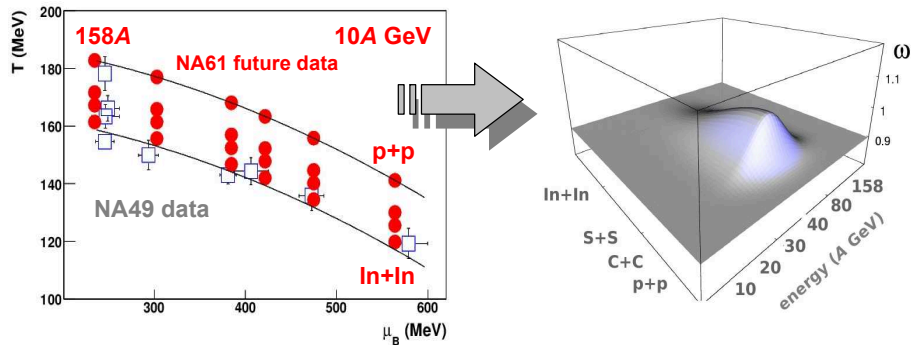 T (MeV)
200
180
160
140
120
100
158A
10A GeV
NA61 future data
p+p
NA49 data
In+In
300
400
500
600
μB (MeV)
ω
1.1
1
0.9
In+In
S+S
C+C
p+p
10
20
30
40
80
158
energy (A GeV)